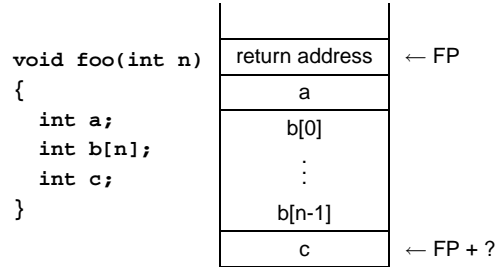 void foo(int n)
{
int a;
int b[n];
int c;
}
return address
← FP
a
b[0]
⋮
b[n-1]
c
← FP + ?